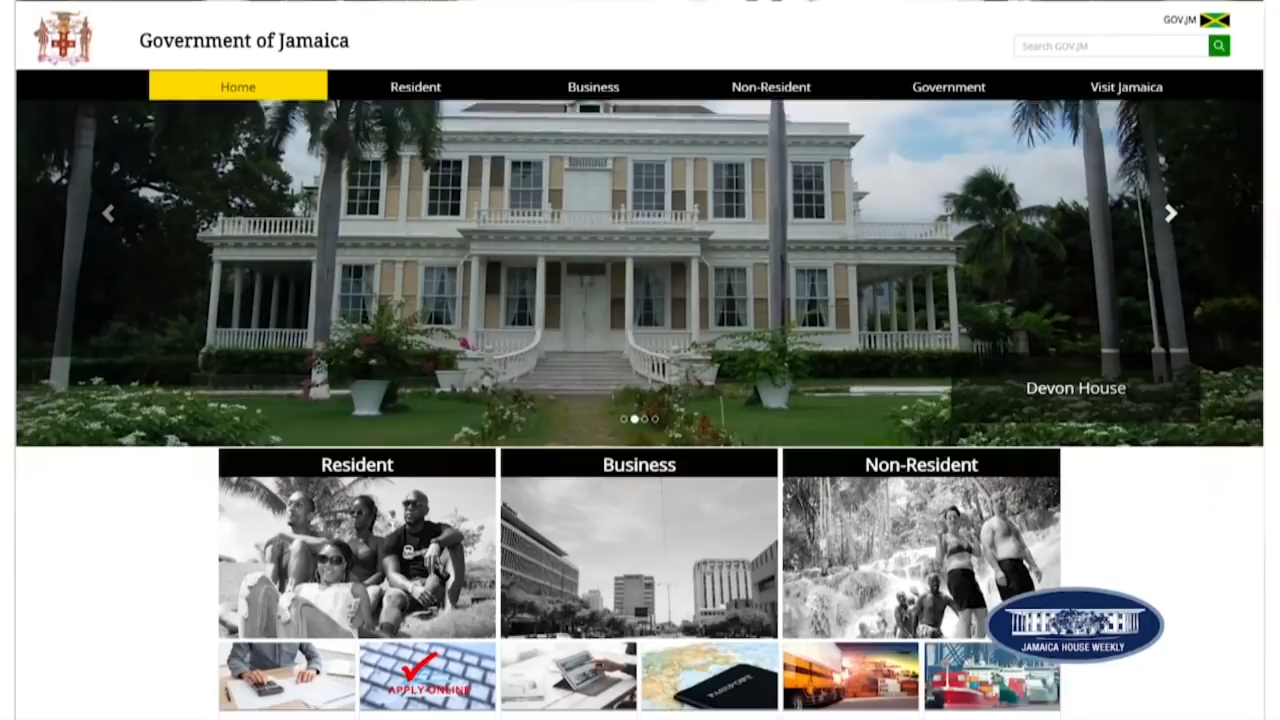 GOV.JM
Government of Jamaica
Search GOV.JM
Home
Resident
Business
Non-Resident
Government
Visit Jamaica
Devon House
Resident
Business
Non-Resident
JAMAICA HOUSE WEEKLY
APPLY ONLINE
PASSPORT